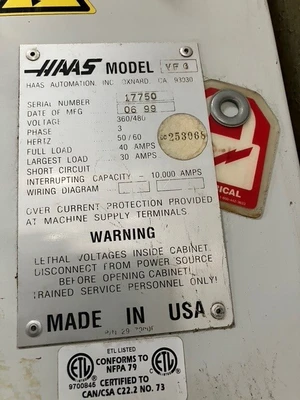 HAAS MODEL VF 3
HAAS AUTOMATION, INC. OXNARD, CA. 93030
SERIAL NUMBER 17750
DATE OF MFG 06 99
VOLTAGE 360/480
PHASE 3
HERTZ 50/60
FULL LOAD 40 AMPS
LARGEST LOAD 30 AMPS
SHORT CIRCUIT
INTERRUPTING CAPACITY 10,000 AMPS
WIRING DIAGRAM
253068
OVER CURRENT PROTECTION PROVIDED
AT MACHINE SUPPLY TERMINALS
WARNING
LETHAL VOLTAGES INSIDE CABINET
DISCONNECT FROM POWER SOURCE
BEFORE OPENING CABINET!
TRAINED SERVICE PERSONNEL ONLY!
MADE IN USA
ETL LISTED
CONFORMS TO
NFPA 79
ETL
9700846
CERTIFIED TO
CAN/CSA C22.2 NO. 73
ETL